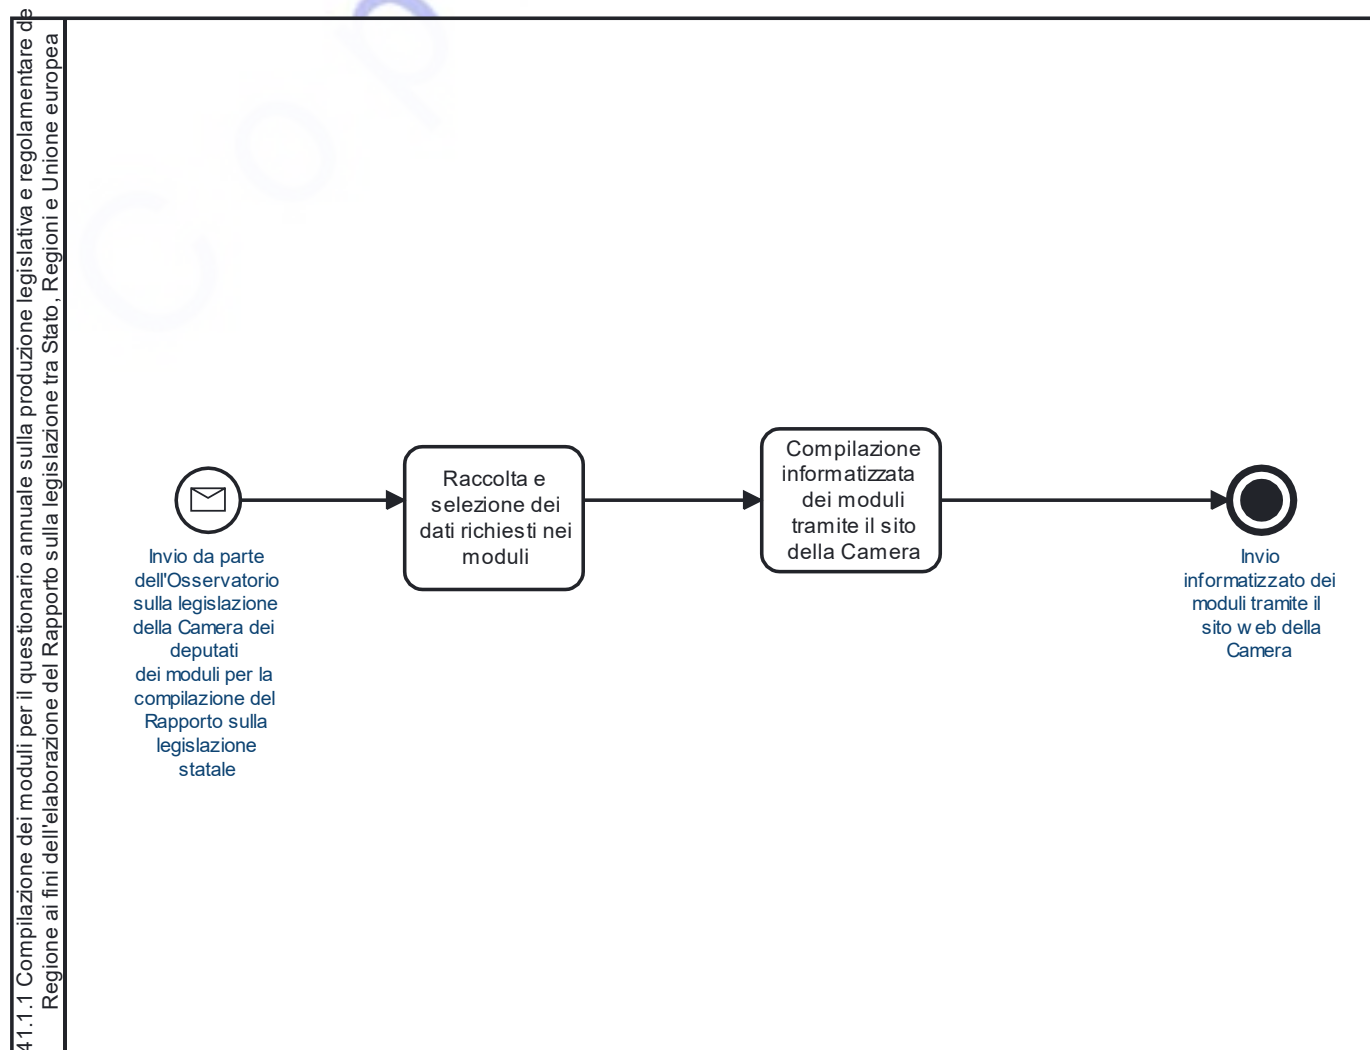 41.1.1 Compilazione dei moduli per il questionario annuale sulla produzione legislativa e regolamentare de
Regione ai fini dell'elaborazione del Rapporto sulla legislazione tra Stato, Regioni e Unione europea
Invio da parte
dell'Osservatorio
sulla legislazione
della Camera dei
deputati
dei moduli per la
compilazione del
Rapporto sulla
legislazione
statale
Raccolta e
selezione dei
dati richiesti nei
moduli
Compilazione
informatizzata
dei moduli
tramite il sito
della Camera
Invio
informatizzato dei
moduli tramite il
sito web della
Camera
Cop